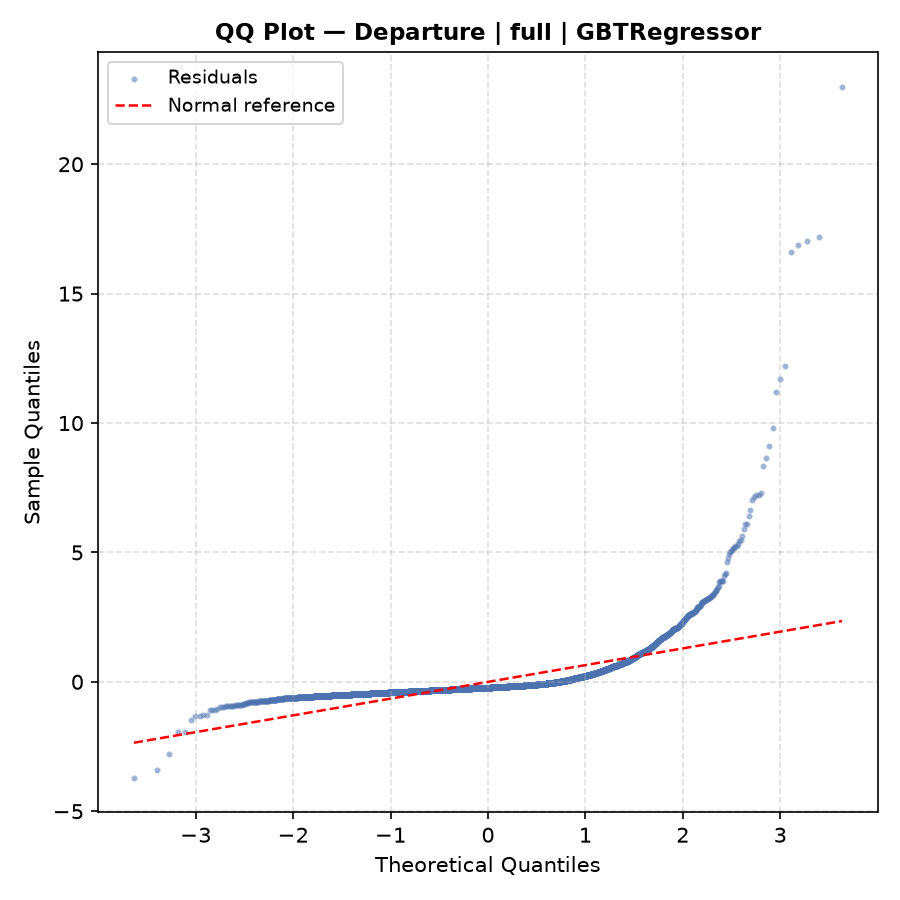 QQ Plot — Departure | full | GBTRegressor
Residuals
Normal reference
20
15
10
5
0
−5
Sample Quantiles
−3
−2
−1
0
1
2
3
Theoretical Quantiles